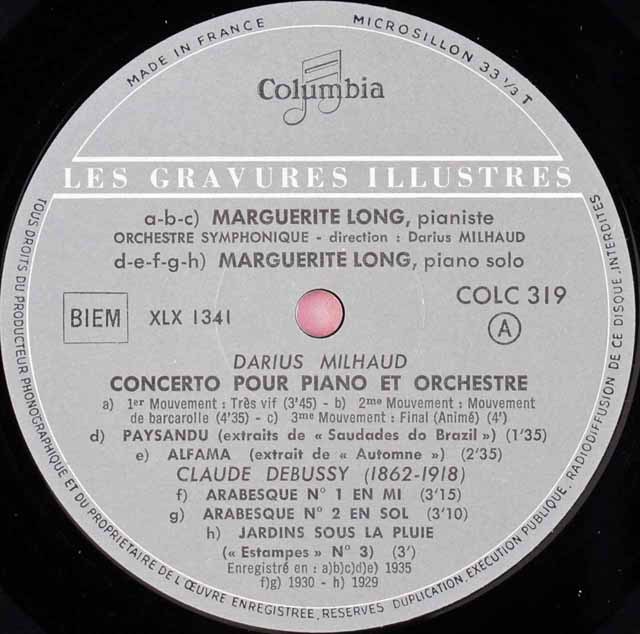 MADE IN FRANCE
MICROSILLON 33 1/3 T
Columbia
LES GRAVURES ILLUSTRES
a-b-c) MARGUERITE LONG, pianiste
ORCHESTRE SYMPHONIQUE - direction : Darius MILHAUD
d-e-f-g-h) MARGUERITE LONG, piano solo
BIEM
XLX 1341
COLC 319
A
DARIUS MILHAUD
CONCERTO POUR PIANO ET ORCHESTRE
a) 1er Mouvement : Très vif (3'45) - b) 2me Mouvement : Mouvement
de barcarolle (4'35) - c) 3me Mouvement : Final (Animé) (4')
d) PAYSANDU (extraits de « Saudades do Brazil ») (1'35)
e) ALFAMA (extrait de « Automne ») (2'35)
CLAUDE DEBUSSY (1862-1918)
f) ARABESQUE N° 1 EN MI (3'15)
g) ARABESQUE N° 2 EN SOL (3'10)
h) JARDINS SOUS LA PLUIE
(« Estampes » N° 3) (3')
Enregistré en : a)b)c)d)e) 1935
f)g) 1930 - h) 1929
TOUS DROITS DU PRODUCTEUR PHONOGRAPHIQUE ET DU PROPRIETAIRE DE L'ŒUVRE ENREGISTREE, RESERVES DUPLICATION, EXECUTION PUBLIQUE, RADIODIFFUSION DE CE DISQUE, INTERDITES